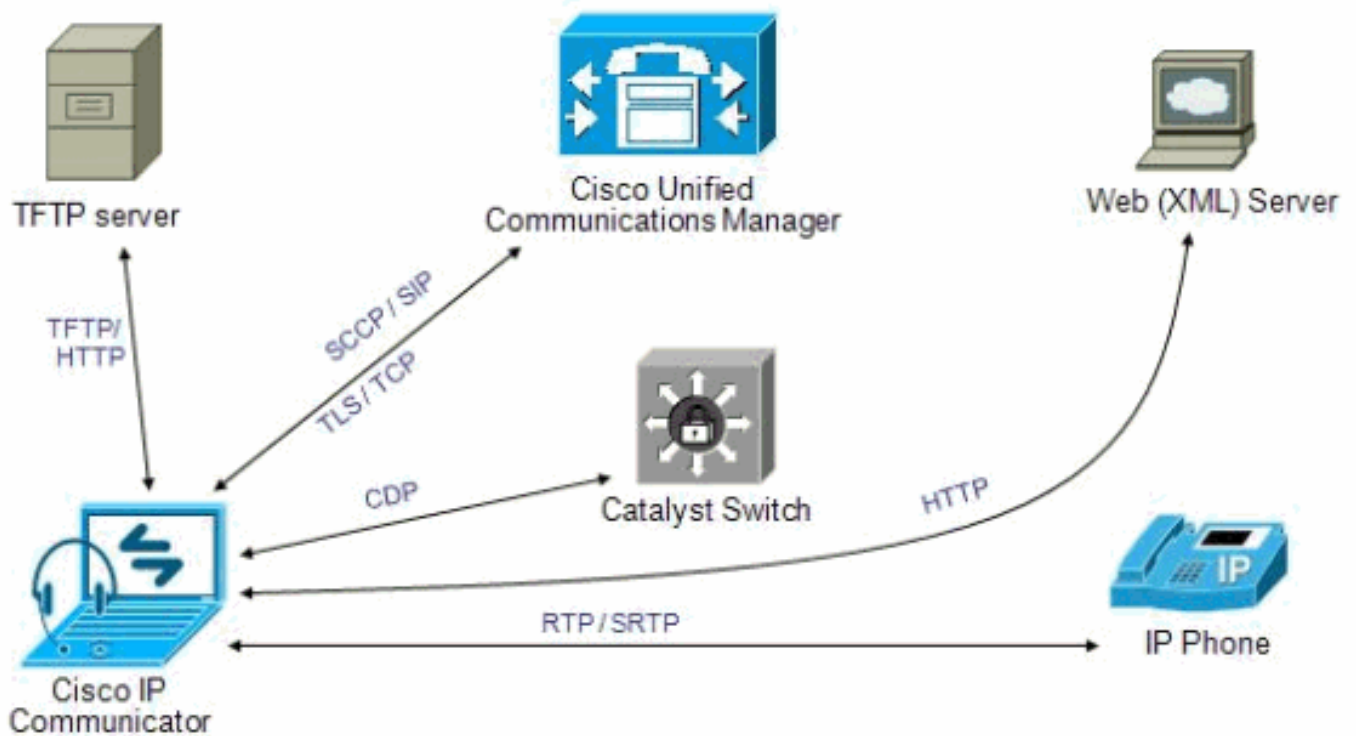 TFTP server
Cisco Unified
Communications Manager
Web (XML) Server
TFTP/
HTTP
SCCP / SIP
TLS / TCP
CDP
Catalyst Switch
HTTP
IP
RTP / SRTP
IP Phone
Cisco IP
Communicator